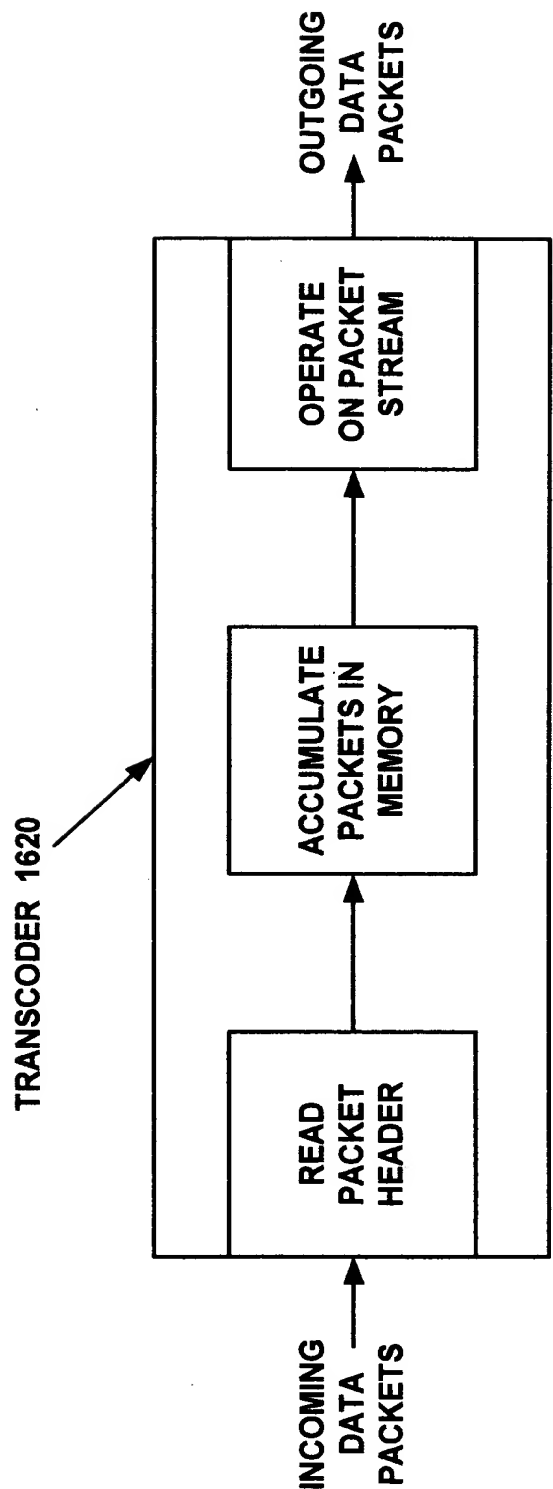 TRANSCODER 1620
INCOMING
DATA
PACKETS
READ
PACKET
HEADER
ACCUMULATE
PACKETS IN
MEMORY
OPERATE
ON PACKET
STREAM
OUTGOING
DATA
PACKETS